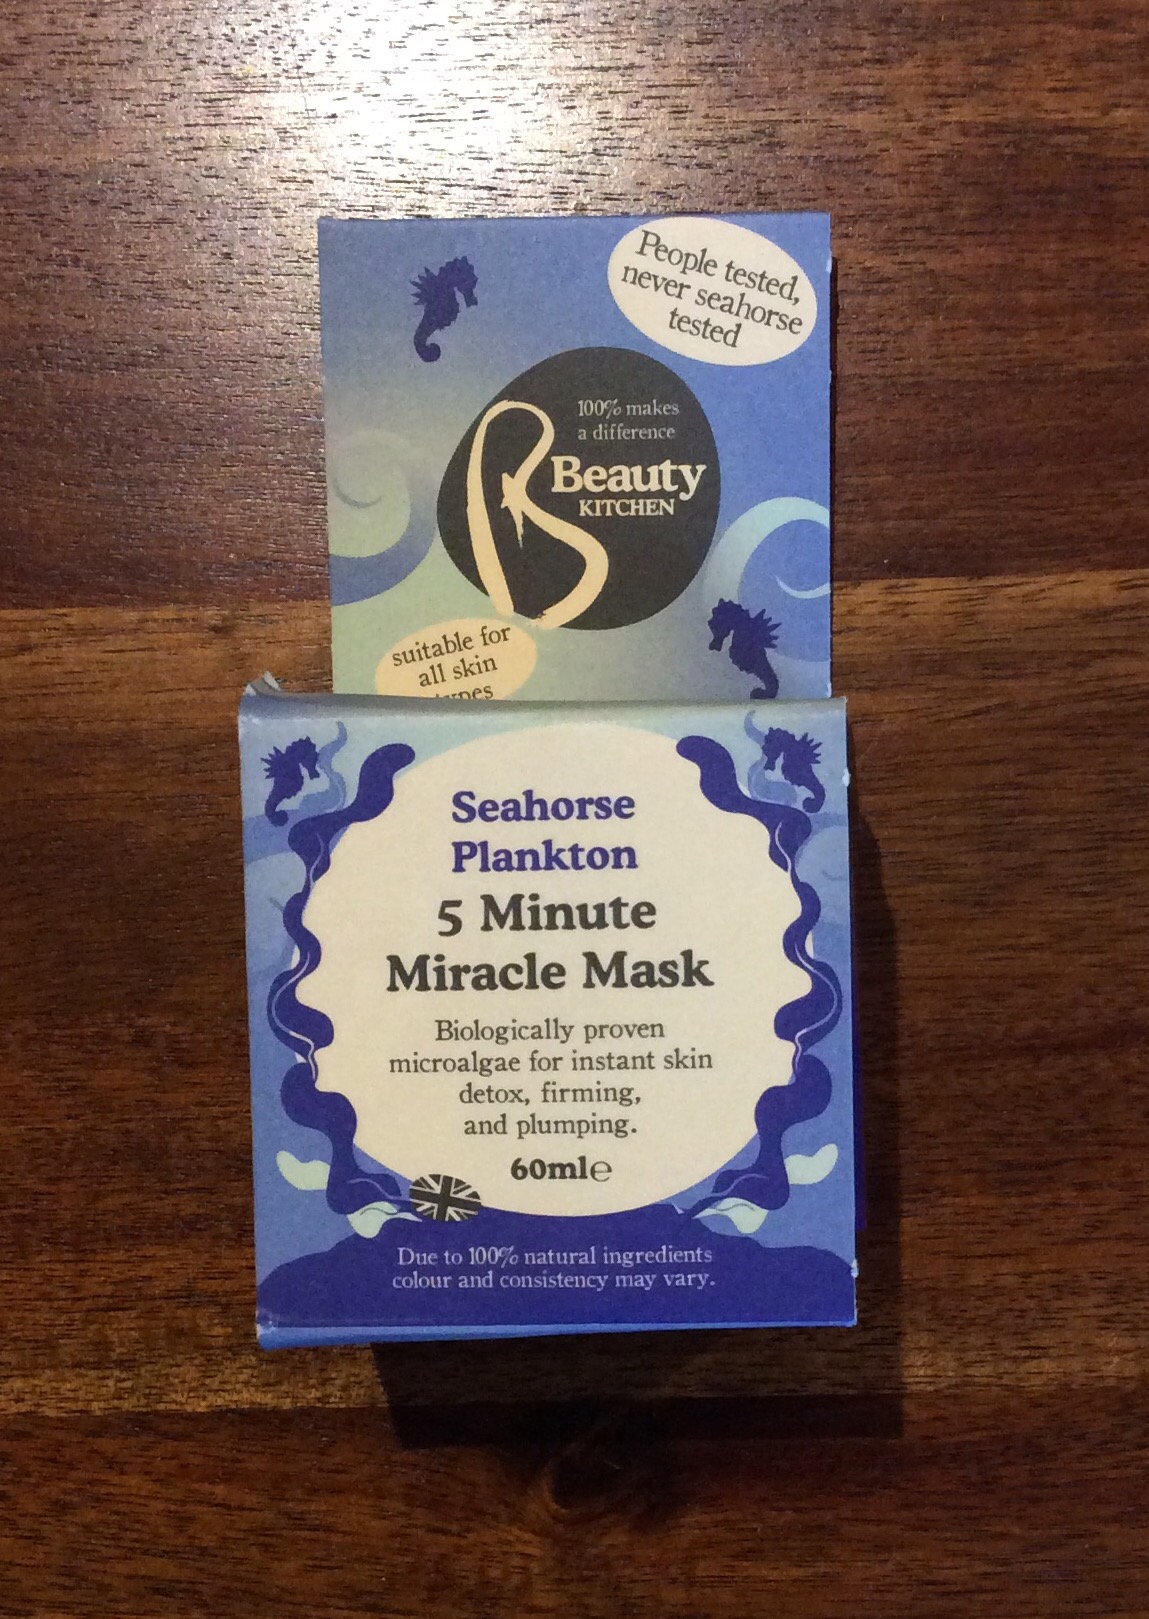 People tested,
never seahorse
tested
100% makes
a difference
Beauty
KITCHEN
suitable for
all skin
types
Seahorse
Plankton
5 Minute
Miracle Mask
Biologically proven
microalgae for instant skin
detox, firming,
and plumping.
60ml℮
Due to 100% natural ingredients
colour and consistency may vary.